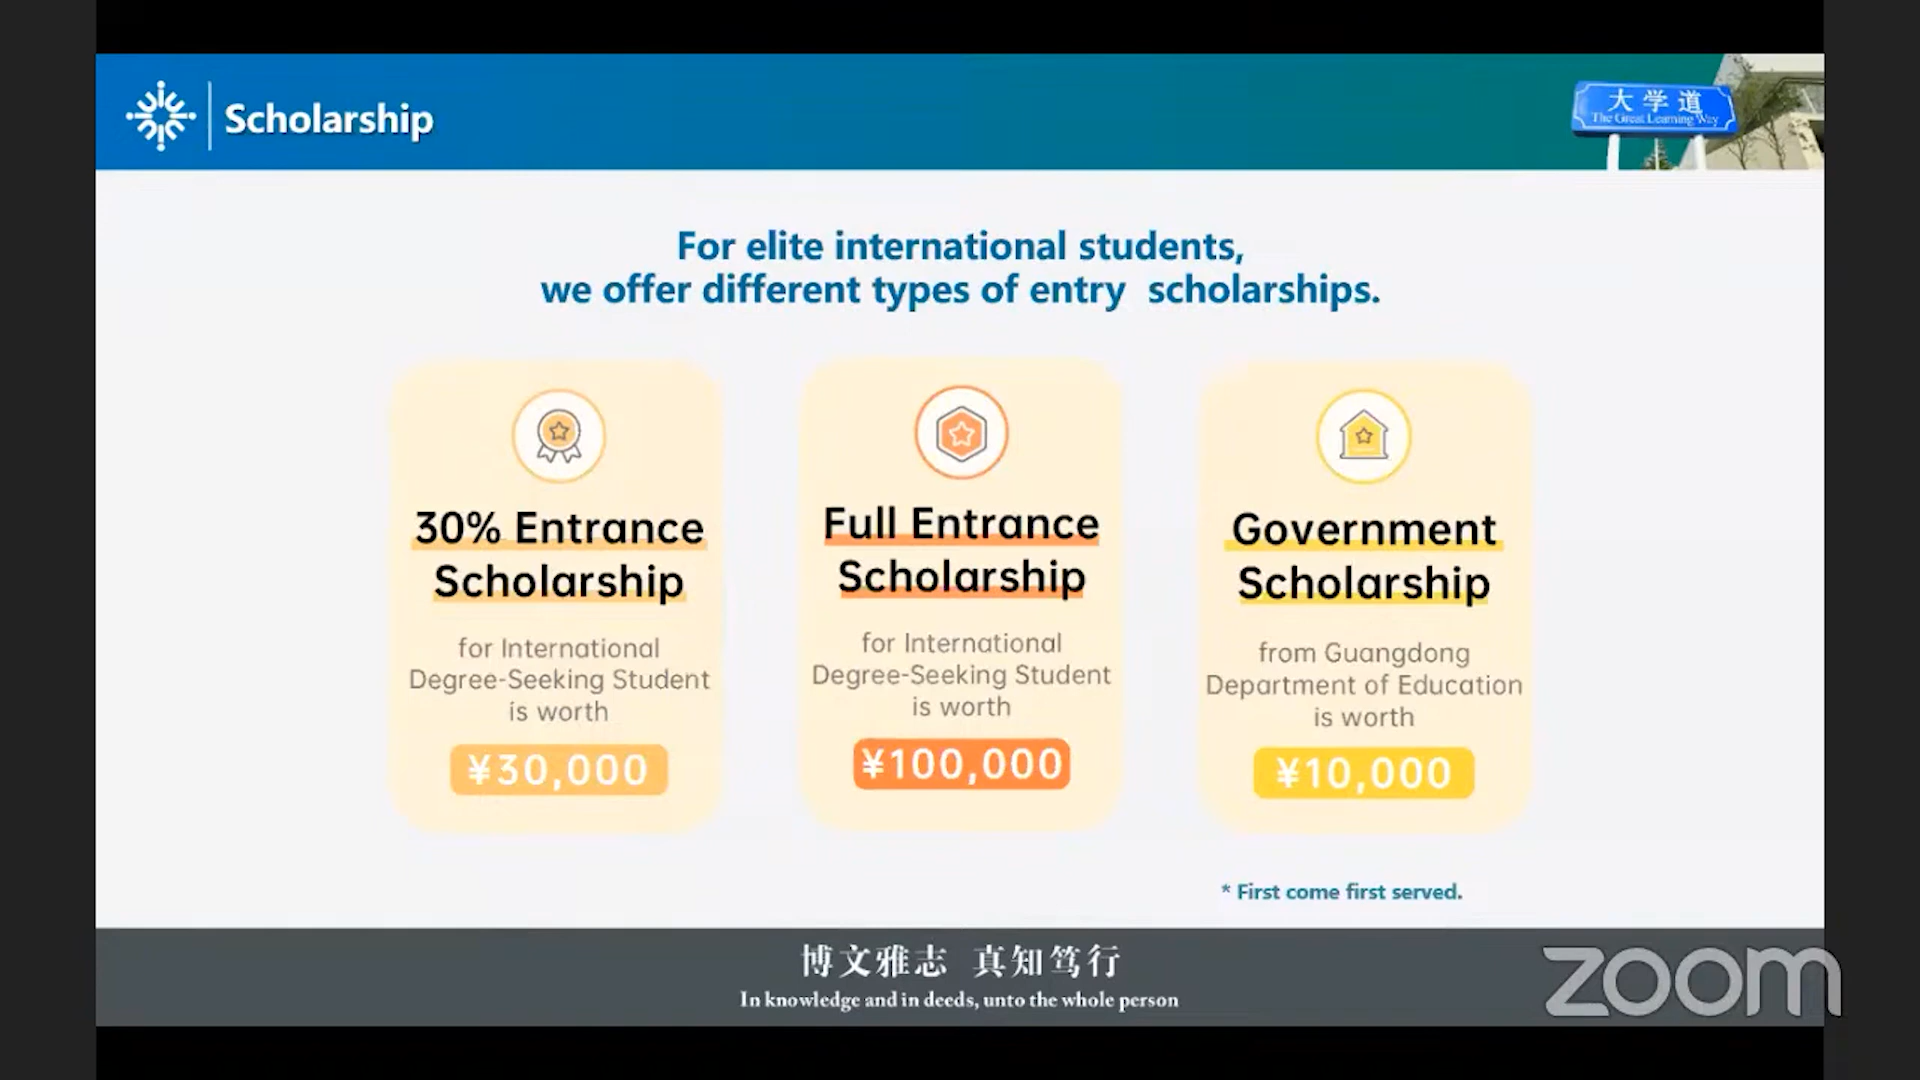 Scholarship
大学道
The Great Learning Way
For elite international students,
we offer different types of entry scholarships.
30% Entrance
Scholarship
for International
Degree-Seeking Student
is worth
¥30,000
Full Entrance
Scholarship
for International
Degree-Seeking Student
is worth
¥100,000
Government
Scholarship
from Guangdong
Department of Education
is worth
¥10,000
* First come first served.
博文雅志 真知笃行
In knowledge and in deeds, unto the whole person
zoom